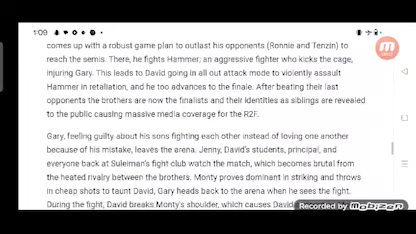 1:09
comes up with a robust game plan to outlast his opponents (Ronnie and Tenzin) to
reach the semis. There, he fights Hammer; an aggressive fighter who kicks the cage,
injuring Gary. This leads to David going in all out attack mode to violently assault
Hammer in retaliation, and he too advances to the finale. After beating their last
opponents the brothers are now the finalists and their identities as siblings are revealed
to the public causing massive media coverage for the R2F.
Gary, feeling guilty about his sons fighting each other instead of loving one another
because of his mistake, leaves the arena. Jenny, David's students, principal, and
everyone back at Suleiman's fight club watch the match, which becomes brutal from
the heated rivalry between the brothers. Monty proves dominant in striking and throws
in cheap shots to taunt David, Gary heads back to the arena when he sees the fight.
During the fight, David breaks Monty's shoulder, which causes David
Recorded by Mobizen